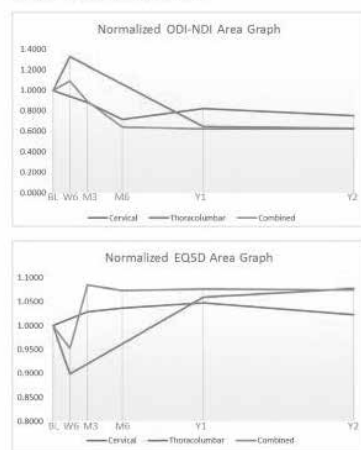 Normalized ODI-NDI Area Graph
1.4000
1.2000
1.0000
0.8000
0.6000
0.4000
0.2000
0.0000
BL W6 M3 M6 Y1 Y2
Cervical Thoracolumbar Combined
Normalized EQ5D Area Graph
1.1000
1.0500
1.0000
0.9500
0.9000
0.8500
0.8000
BL W6 M3 M6 Y1 Y2
Cervical Thoracolumbar Combined